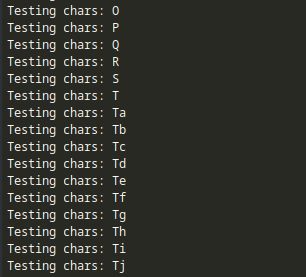 Testing chars: O
Testing chars: P
Testing chars: Q
Testing chars: R
Testing chars: S
Testing chars: T
Testing chars: Ta
Testing chars: Tb
Testing chars: Tc
Testing chars: Td
Testing chars: Te
Testing chars: Tf
Testing chars: Tg
Testing chars: Th
Testing chars: Ti
Testing chars: Tj